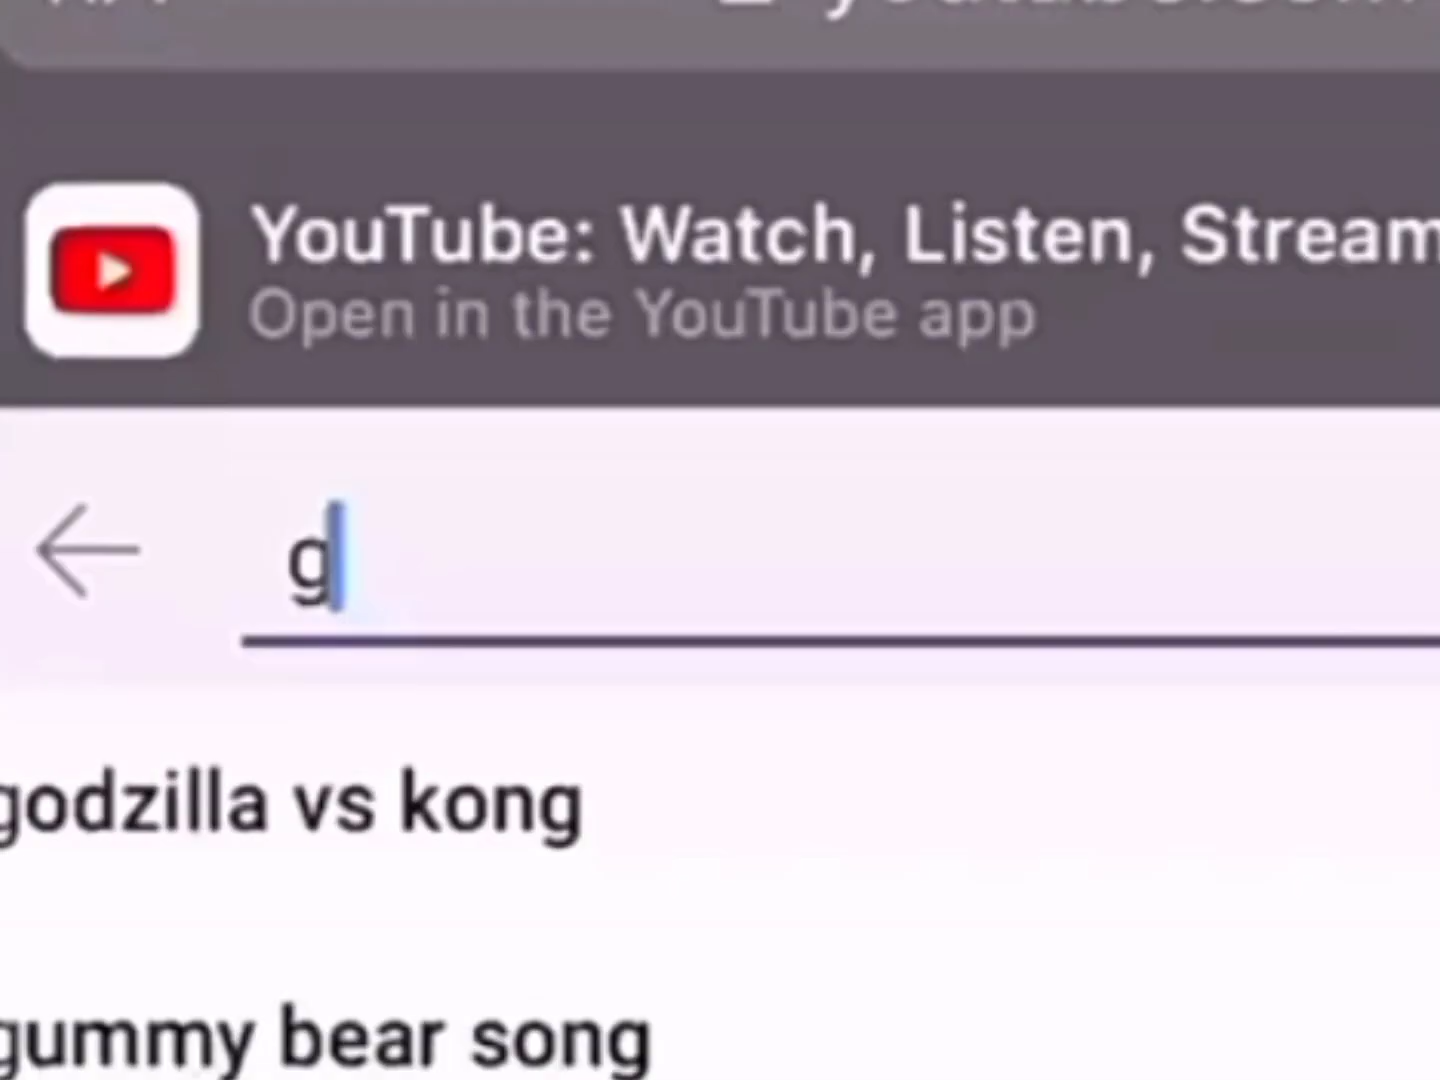 YouTube: Watch, Listen, Stream
Open in the YouTube app
g
godzilla vs kong
gummy bear song